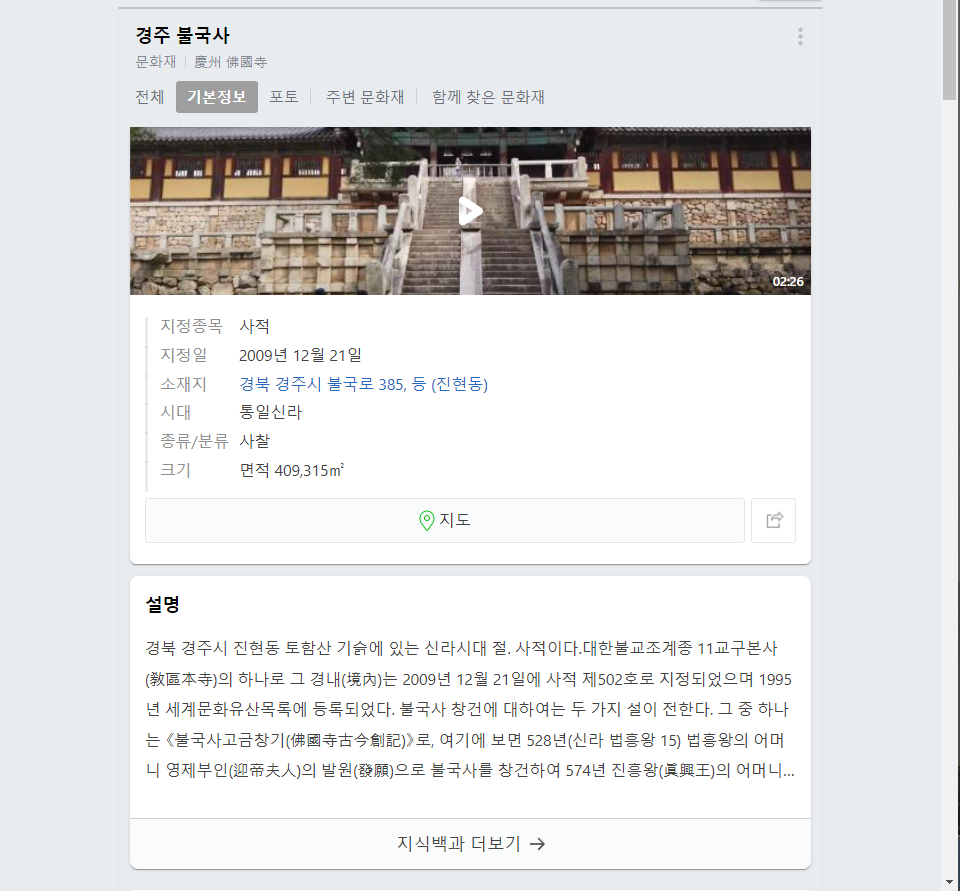 경주 불국사
문화재 慶州 佛國寺
전체 기본정보 포토 주변 문화재 함께 찾은 문화재
02:26
지정종목 사적
지정일 2009년 12월 21일
소재지 경북 경주시 불국로 385, 등 (진현동)
시대 통일신라
종류/분류 사찰
크기 면적 409,315㎡
지도
설명
경북 경주시 진현동 토함산 기슭에 있는 신라시대 절. 사적이다.대한불교조계종 11교구본사
(敎區本寺)의 하나로 그 경내(境內)는 2009년 12월 21일에 사적 제502호로 지정되었으며 1995
년 세계문화유산목록에 등록되었다. 불국사 창건에 대하여는 두 가지 설이 전한다. 그 중 하나
는 《불국사고금창기(佛國寺古今創記)》로, 여기에 보면 528년(신라 법흥왕 15) 법흥왕의 어머
니 영제부인(迎帝夫人)의 발원(發願)으로 불국사를 창건하여 574년 진흥왕(眞興王)의 어머니...
지식백과 더보기 →